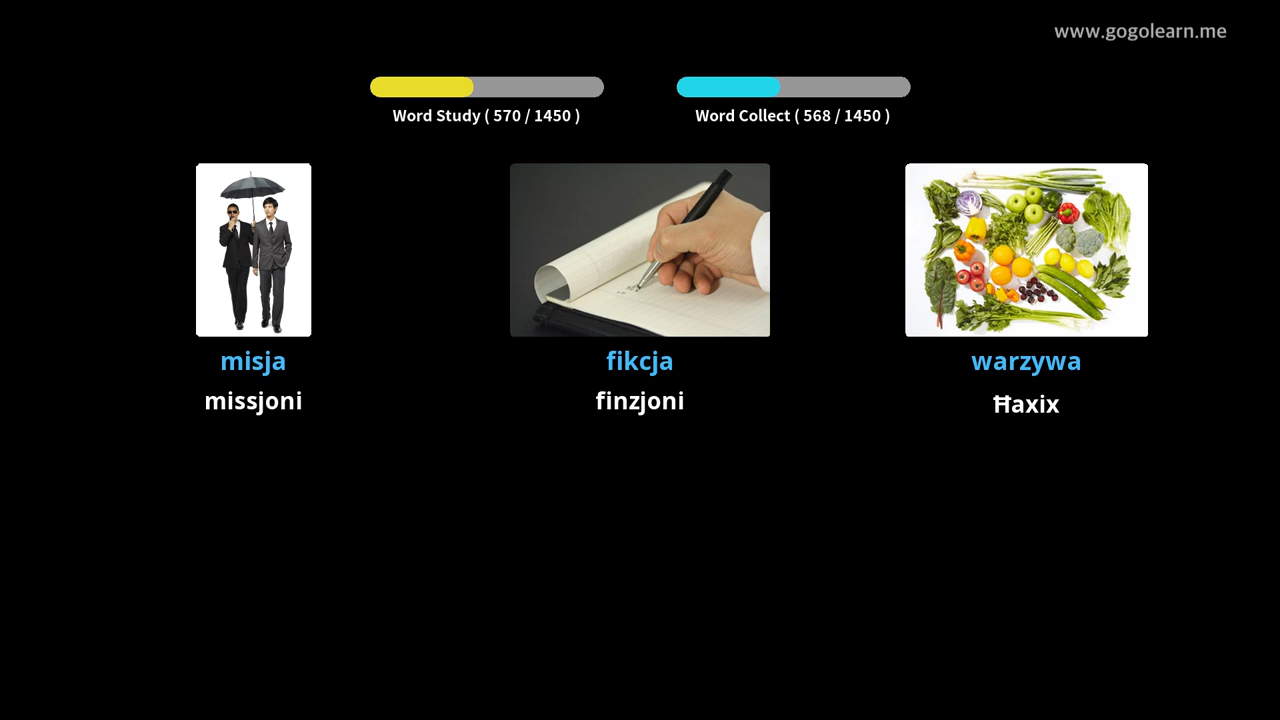 www.gogolearn.me
Word Study ( 570 / 1450 )
Word Collect ( 568 / 1450 )
misja
missjoni
fikcja
finzjoni
warzywa
Ħaxix